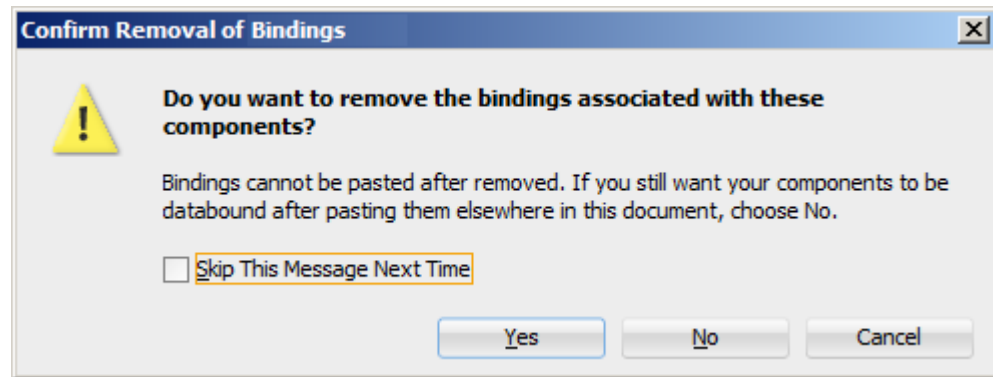 Confirm Removal of Bindings
Do you want to remove the bindings associated with these
components?
Bindings cannot be pasted after removed. If you still want your components to be
databound after pasting them elsewhere in this document, choose No.
Skip This Message Next Time
Yes No Cancel